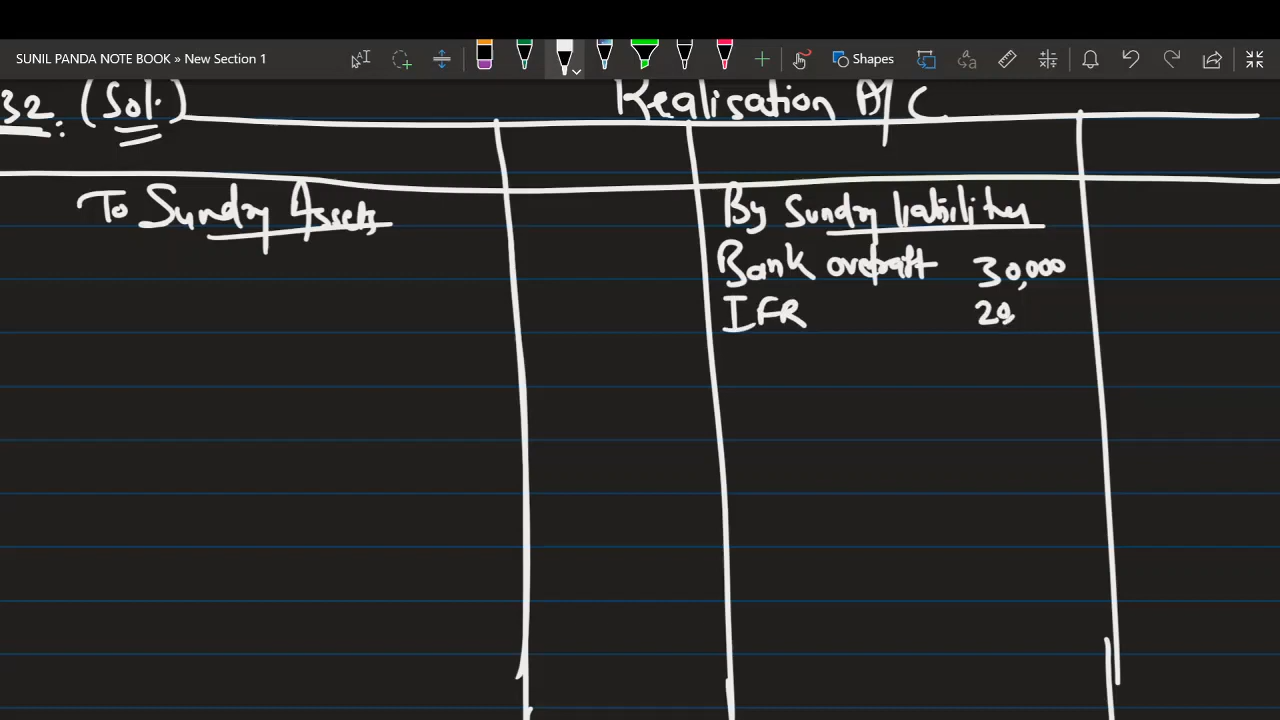 SUNIL PANDA NOTE BOOK » New Section 1
Shapes
32. (Sol.)
Realisation A/C
To Sundry Assets
By Sundry liabilities
Bank overdraft 30,000
IFR 20